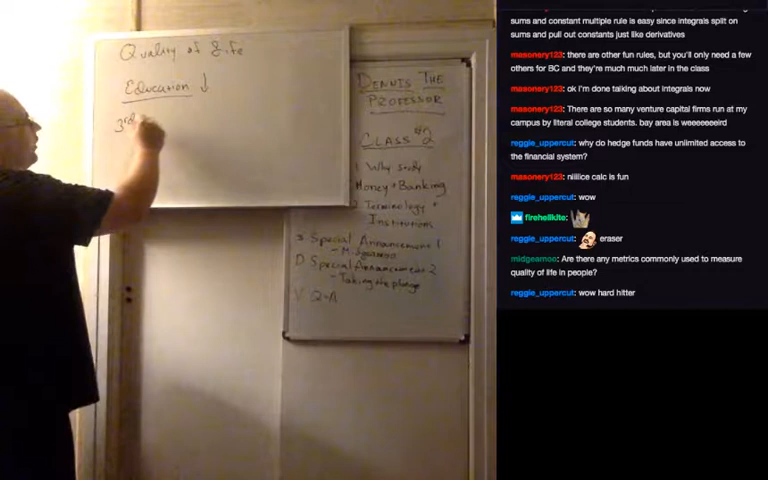 Quality of Life
Education ↓
3rd
DENNIS THE
PROFESSOR
CLASS #2
1 Why Study
Money + Banking
2 Terminology +
Institutions
3 Special Announcement 1
Special Announcement 2
- Taking the plunge
V Q+A
sums and constant multiple rule is easy since integrals split on
sums and pull out constants just like derivatives
masonery123: there are other fun rules, but you'll only need a few
others for BC and they're much much later in the class
masonery123: ok I'm done talking about integrals now
masonery123: There are so many venture capital firms run at my
campus by literal college students. bay area is weeeeeeird
reggie_uppercut: why do hedge funds have unlimited access to
the financial system?
masonery123: niiiice calc is fun
reggie_uppercut: wow
firehellkite:
reggie_uppercut: eraser
midgearnoo: Are there any metrics commonly used to measure
quality of life in people?
reggie_uppercut: wow hard hitter